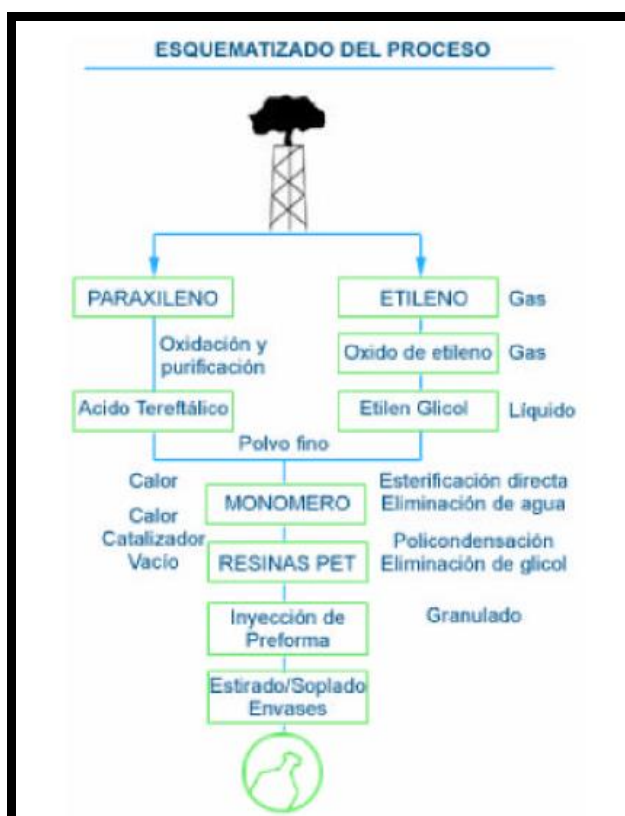 ESQUEMATIZADO DEL PROCESO
PARAXILENO
ETILENO
Gas
Oxidación y
purificación
Oxido de etileno
Gas
Acido Tereftálico
Etilen Glicol
Líquido
Polvo fino
Calor
MONOMERO
Esterificación directa
Eliminación de agua
Calor
Catalizador
Vacío
RESINAS PET
Policondensación
Eliminación de glicol
Inyección de
Preforma
Granulado
Estirado/Soplado
Envases